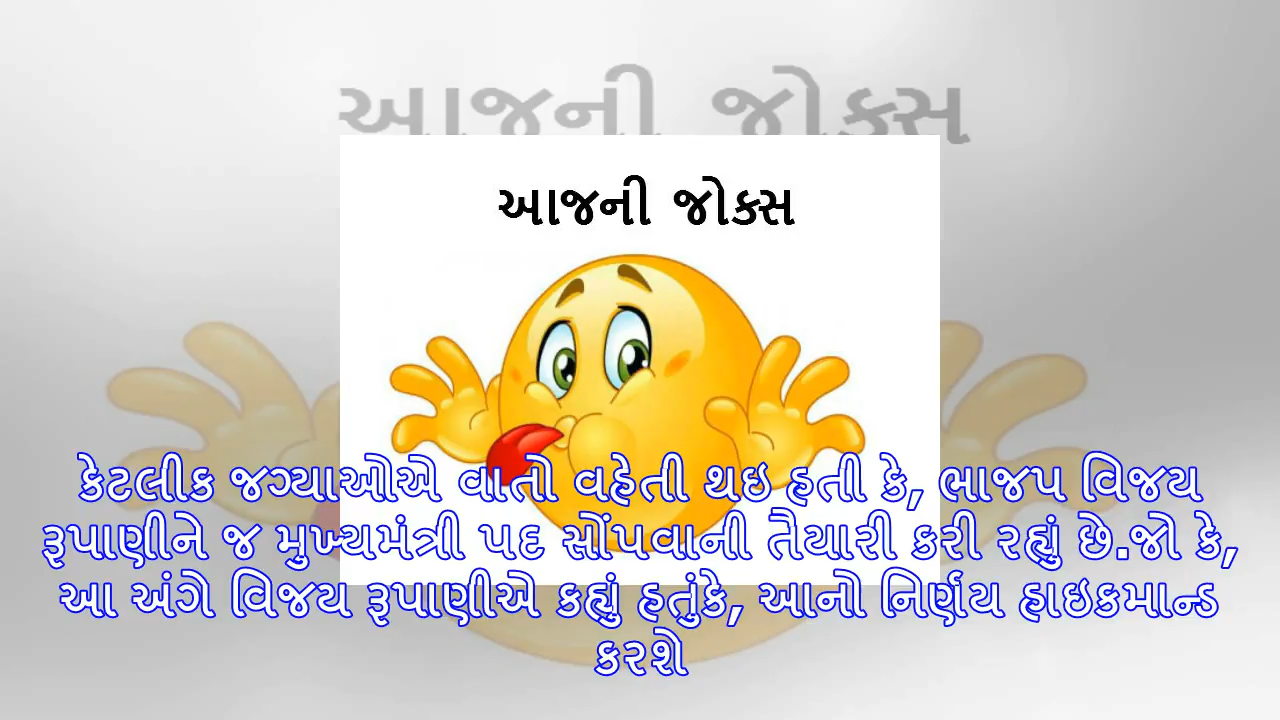 આજની જોક્સ
આજની જોક્સ
કેટલીક જગ્યાઓએ વાતો વહેતી થઇ હતી કે, ભાજપ વિજય
રૂપાણીને જ મુખ્યમંત્રી પદ સોંપવાની તૈયારી કરી રહ્યું છે.જો કે,
આ અંગે વિજય રૂપાણીએ કહ્યું હતુંકે, આનો નિર્ણય હાઇકમાન્ડ
કરશે